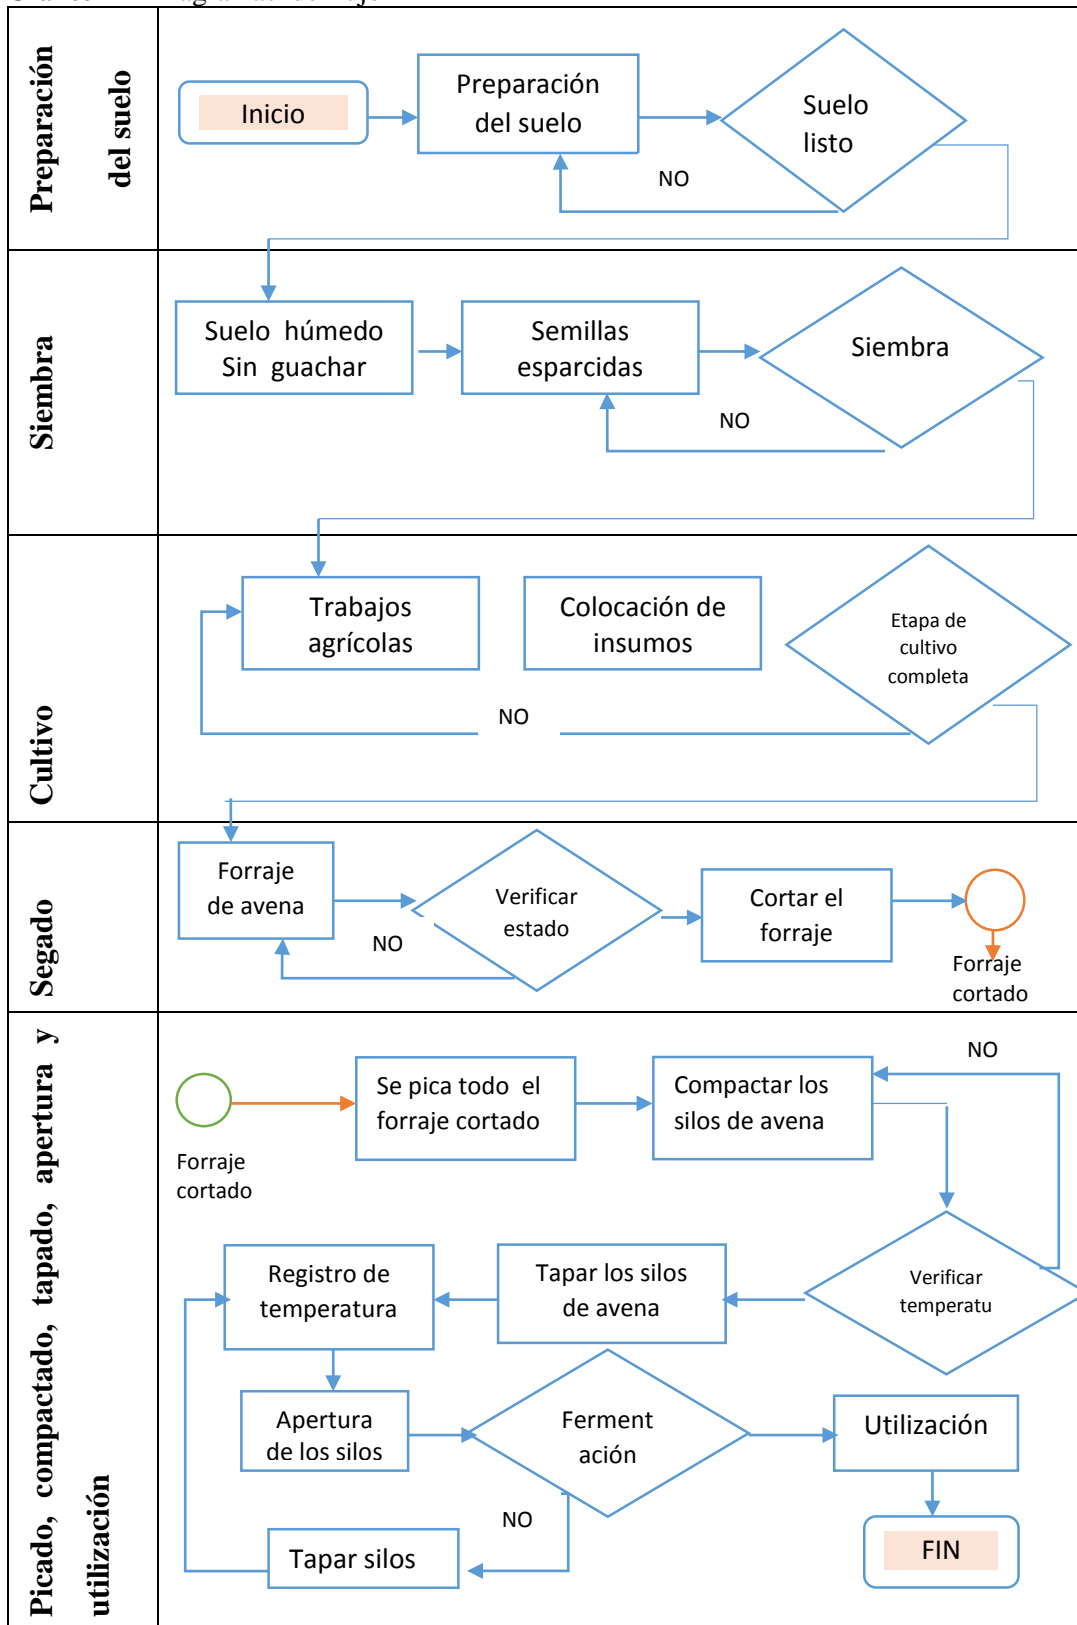 Preparación
del suelo
Inicio
Preparación
del suelo
Suelo
listo
NO
Siembra
Suelo húmedo
Sin guachar
Semillas
esparcidas
Siembra
NO
Cultivo
Trabajos
agrícolas
Colocación de
insumos
Etapa de
cultivo
completa
NO
Segado
Forraje
de avena
NO
Verificar
estado
Cortar el
forraje
Forraje
cortado
Picado, compactado, tapado, apertura y
utilización
Forraje
cortado
Se pica todo el
forraje cortado
Compactar los
silos de avena
NO
Verificar
temperatu
Tapar los silos
de avena
Registro de
temperatura
Apertura
de los silos
Ferment
ación
Utilización
NO
Tapar silos
FIN